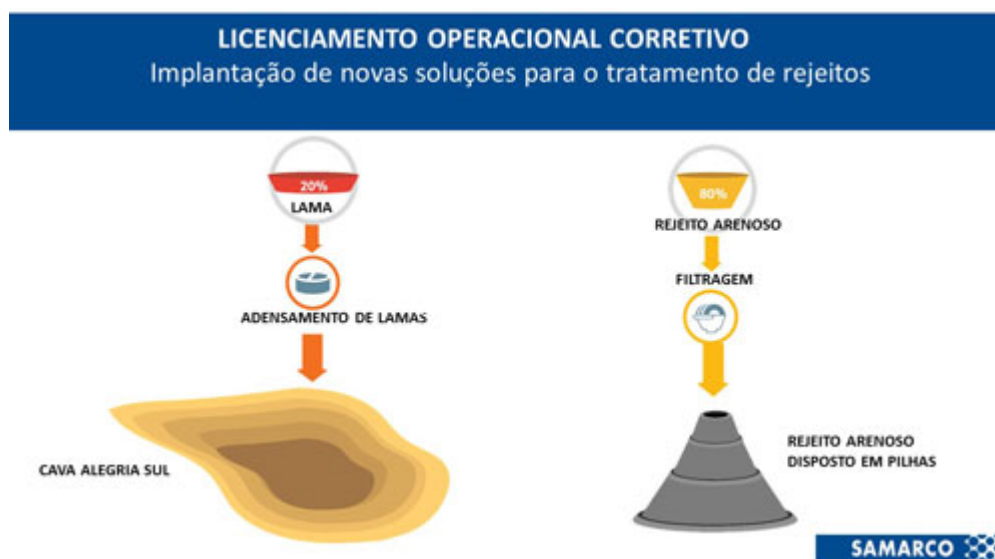 LICENCIAMENTO OPERACIONAL CORRETIVO
Implantação de novas soluções para o tratamento de rejeitos
20%
LAMA
ADENSAMENTO DE LAMAS
CAVA ALEGRIA SUL
80%
REJEITO ARENOSO
FILTRAGEM
REJEITO ARENOSO
DISPOSTO EM PILHAS
SAMARCO